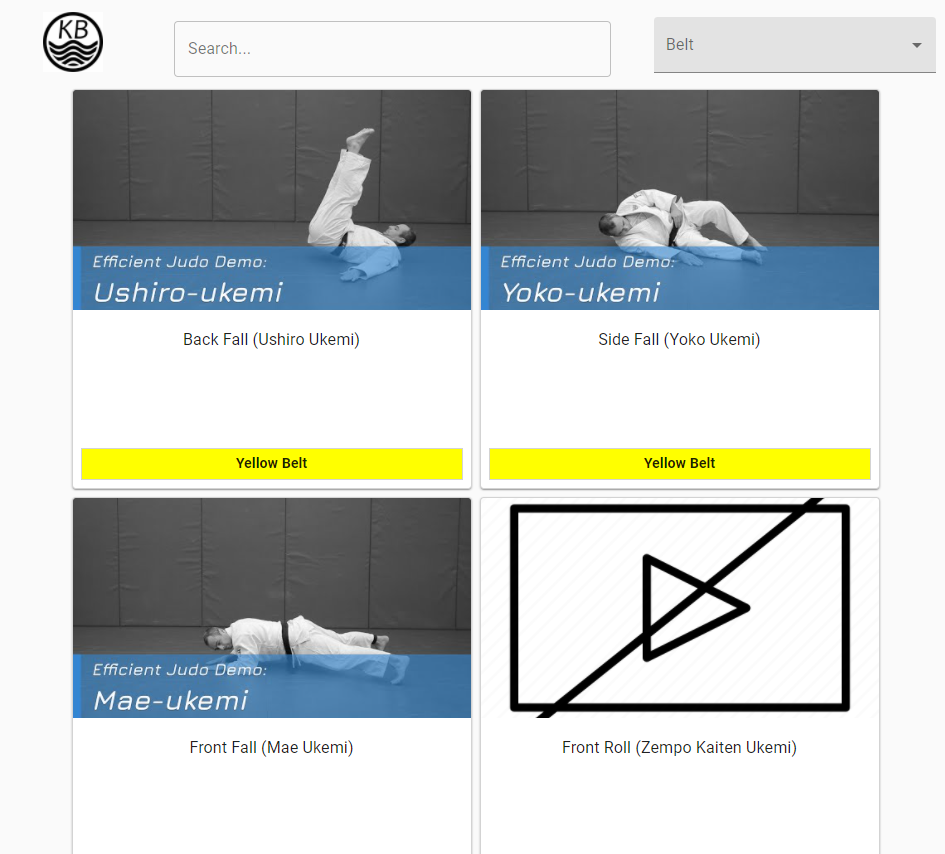 KB
Search...
Belt
Efficient Judo Demo:
Ushiro-ukemi
Efficient Judo Demo:
Yoko-ukemi
Back Fall (Ushiro Ukemi)
Side Fall (Yoko Ukemi)
Yellow Belt
Yellow Belt
Efficient Judo Demo:
Mae-ukemi
Front Fall (Mae Ukemi)
Front Roll (Zempo Kaiten Ukemi)